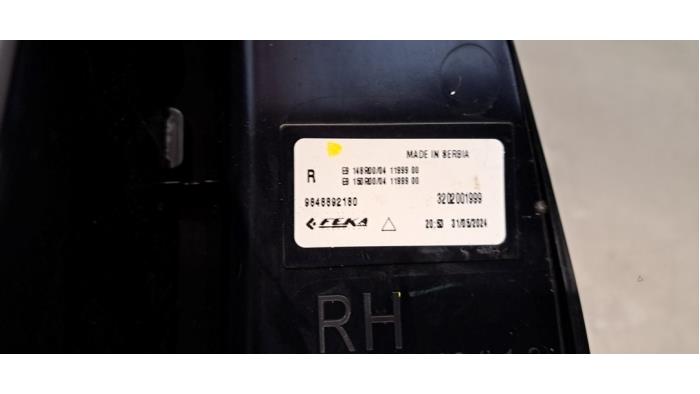 MADE IN SERBIA
R
E9 148R00/04 11999 00
E9 150R00/04 11999 00
9848892180
3202001999
FEKA
20:50 31/05/2024
RH